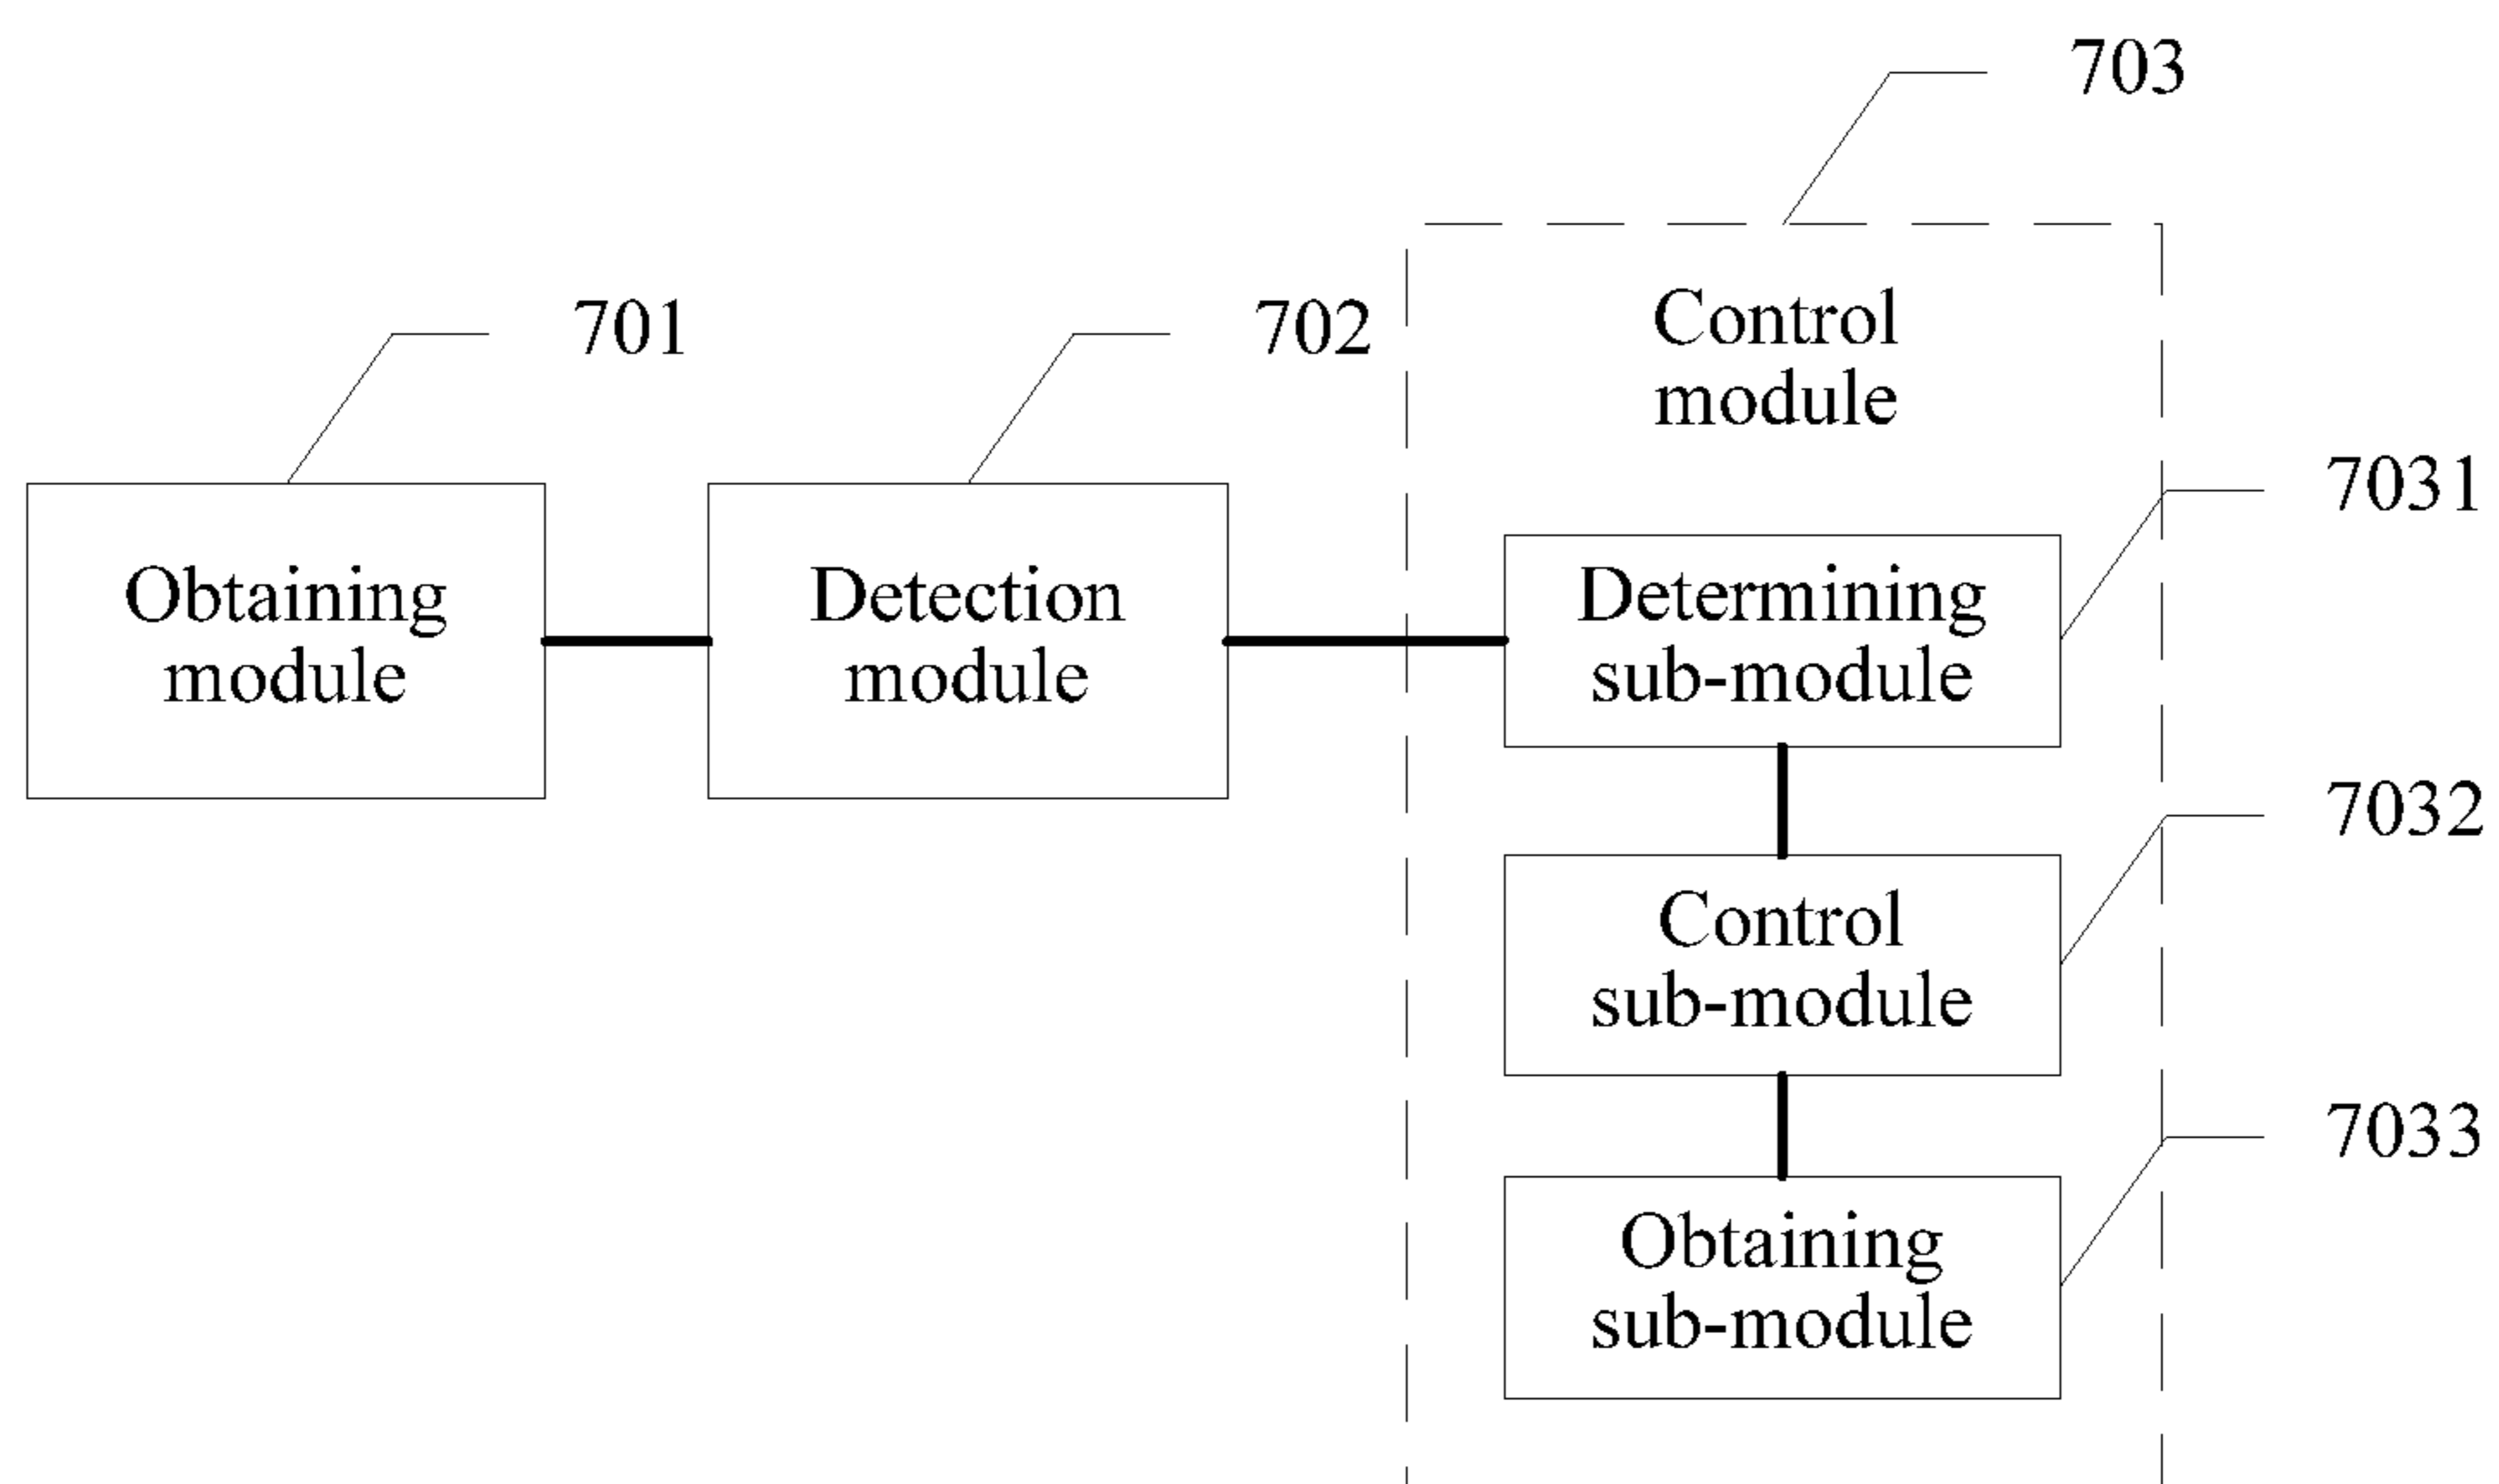 703
701
702
Control
module
7031
Obtaining
module
Detection
module
Determining
sub-module
7032
Control
sub-module
7033
Obtaining
sub-module